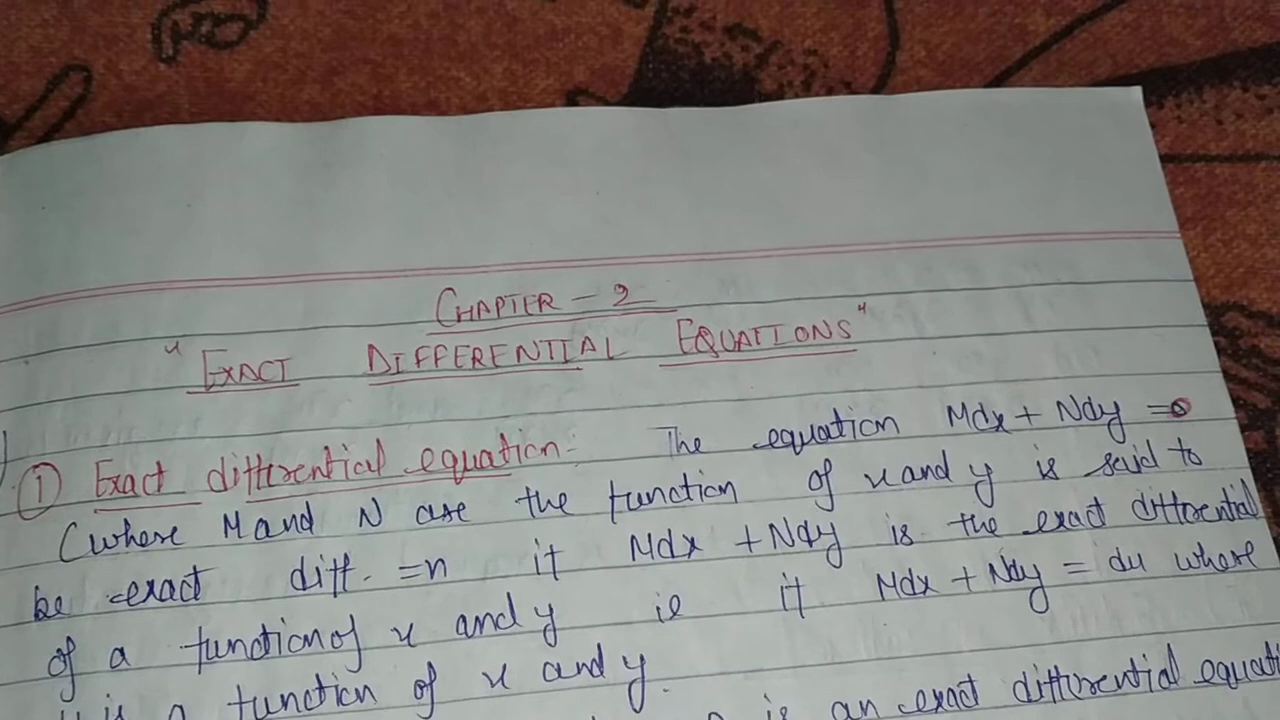 CHAPTER - 2
" EXACT DIFFERENTIAL EQUATIONS "
① Exact differential equation:- The equation Mdx + Ndy =0
(where M and N are the function of x and y is said to
be exact diff. =n if Mdx + Ndy is the exact differential
of a function of x and y ie if Mdx + Ndy = du where
u is a function of x and y.
is an exact differential equati